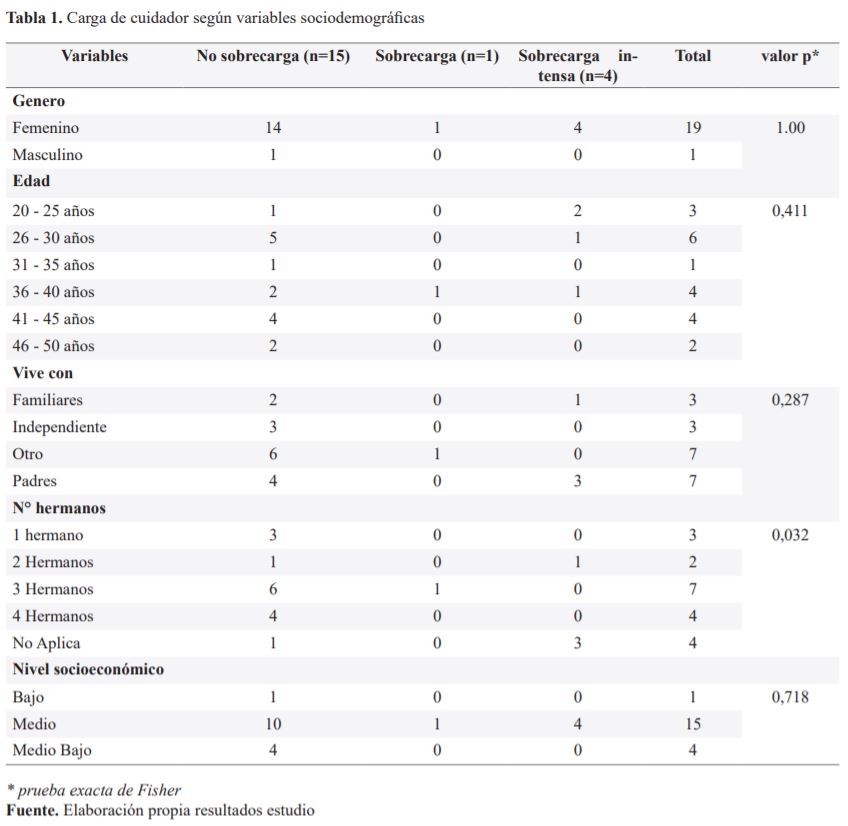 Tabla 1. Carga de cuidador según variables sociodemográficas
Variables No sobrecarga (n=15) Sobrecarga (n=1) Sobrecarga in- Total valor p*
tensa (n=4)
Genero
Femenino 14 1 4 19 1.00
Masculino 1 0 0 1
Edad
20 - 25 años 1 0 2 3 0,411
26 - 30 años 5 0 1 6
31 - 35 años 1 0 0 1
36 - 40 años 2 1 1 4
41 - 45 años 4 0 0 4
46 - 50 años 2 0 0 2
Vive con
Familiares 2 0 1 3 0,287
Independiente 3 0 0 3
Otro 6 1 0 7
Padres 4 0 3 7
N° hermanos
1 hermano 3 0 0 3 0,032
2 Hermanos 1 0 1 2
3 Hermanos 6 1 0 7
4 Hermanos 4 0 0 4
No Aplica 1 0 3 4
Nivel socioeconómico
Bajo 1 0 0 1 0,718
Medio 10 1 4 15
Medio Bajo 4 0 0 4
* prueba exacta de Fisher
Fuente. Elaboración propia resultados estudio